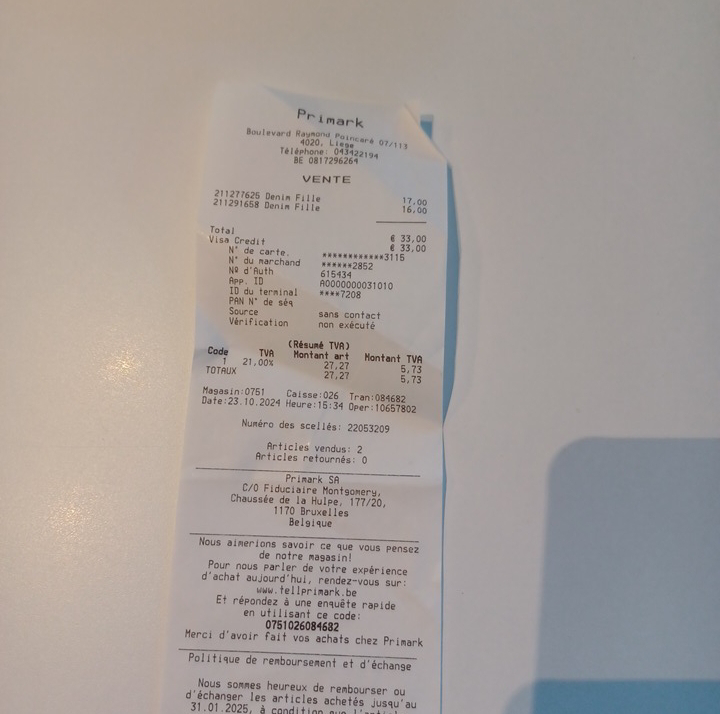 Primark
Boulevard Raymond Poincaré 07/113
4020, Liege
Téléphone: 043422194
BE 0817296264
VENTE
211277625 Denim Fille 17,00
211291658 Denim Fille 16,00
Total € 33,00
Visa Credit € 33,00
N° de carte. ************3115
N° du marchand ******2852
Nº d'Auth 615434
App. ID A0000000031010
ID du terminal ****7208
PAN N° de séq
Source sans contact
Vérification non exécuté
(Résumé TVA)
Code TVA Montant art Montant TVA
1 21,00% 27,27 5,73
TOTAUX 27,27 5,73
Magasin:0751 Caisse:026 Tran:084682
Date:23.10.2024 Heure:15:34 Oper:10657802
Numéro des scellés: 22053209
Articles vendus: 2
Articles retournés: 0
Primark SA
C/O Fiduciaire Montgomery,
Chaussée de la Hulpe, 177/20,
1170 Bruxelles
Belgique
Nous aimerions savoir ce que vous pensez
de notre magasin!
Pour nous parler de votre expérience
d'achat aujourd'hui, rendez-vous sur:
www.tellprimark.be
Et répondez à une enquête rapide
en utilisant ce code:
0751026084682
Merci d'avoir fait vos achats chez Primark
Politique de remboursement et d'échange
Nous sommes heureux de rembourser ou
d'échanger les articles achetés jusqu'au
31.01.2025, à condition que